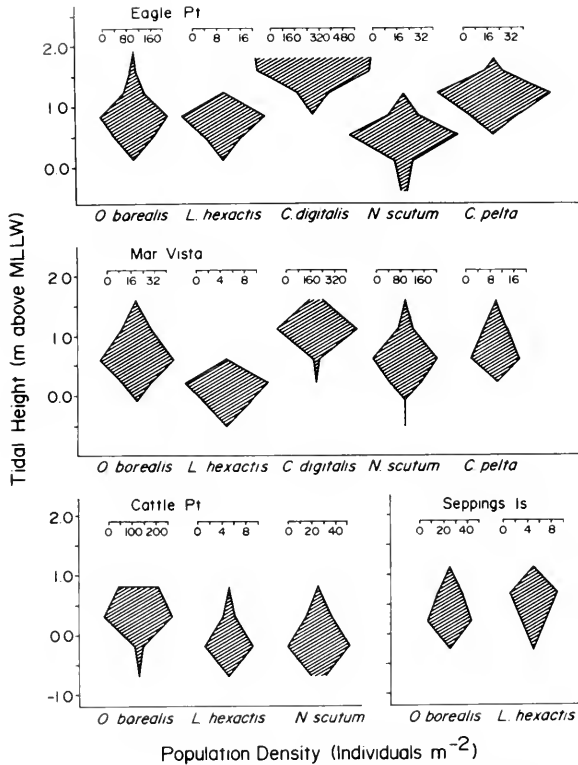 Eagle Pt
0 80 160 0 8 16 0 160 320 480 0 16 32 0 16 32
2.0
1.0
0.0
O borealis L. hexactis C. digitalis N scutum C. pelta
Mar Vista
0 16 32 0 4 8 0 160 320 0 80 160 0 8 16
2 0
1.0
0.0
O borealis L hexactis C digitalis N. scutum C. pelta
Tidal Height (m above MLLW)
Cattle Pt Seppings Is
0 100 200 0 4 8 0 20 40 0 20 40 0 4 8
2.0
1 0
0.0
-1 0
O borealis L. hexactis N scutum O borealis L. hexactis
Population Density (Individuals m-2)